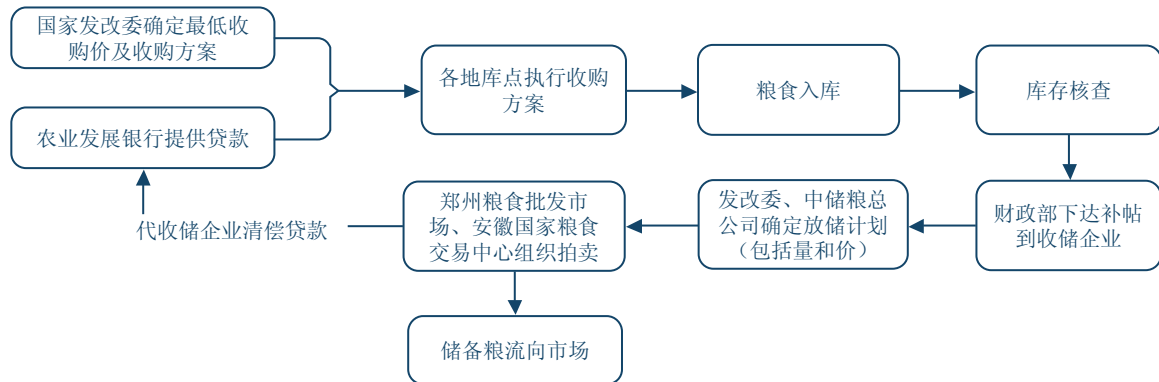 国家发改委确定最低收
购价及收购方案
农业发展银行提供贷款
各地库点执行收购
方案
粮食入库
库存核查
财政部下达补帖
到收储企业
发改委、中储粮总
公司确定放储计划
（包括量和价）
郑州粮食批发市
场、安徽国家粮食
交易中心组织拍卖
代收储企业清偿贷款
储备粮流向市场